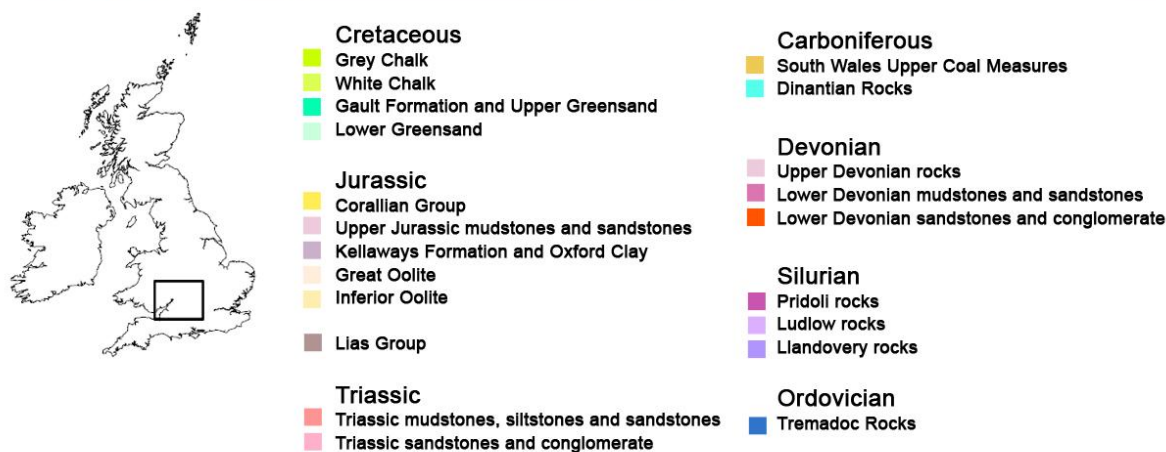 Cretaceous
Grey Chalk
White Chalk
Gault Formation and Upper Greensand
Lower Greensand
Jurassic
Corallian Group
Upper Jurassic mudstones and sandstones
Kellaways Formation and Oxford Clay
Great Oolite
Inferior Oolite
Lias Group
Triassic
Triassic mudstones, siltstones and sandstones
Triassic sandstones and conglomerate
Carboniferous
South Wales Upper Coal Measures
Dinantian Rocks
Devonian
Upper Devonian rocks
Lower Devonian mudstones and sandstones
Lower Devonian sandstones and conglomerate
Silurian
Pridoli rocks
Ludlow rocks
Llandovery rocks
Ordovician
Tremadoc Rocks